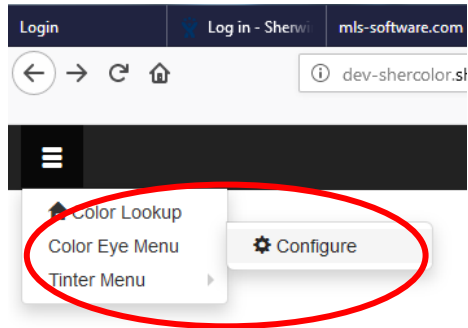 Login Log in - Sherwi mls-software.com
dev-shercolor.sh
Color Lookup
Color Eye Menu Configure
Tinter Menu